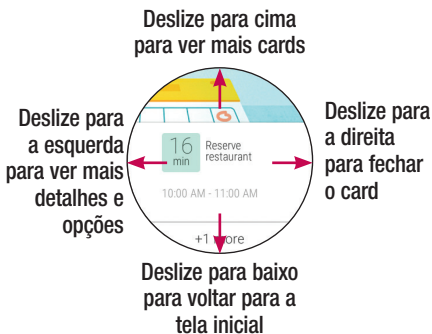 Deslize para cima
para ver mais cards
Deslize para
a esquerda
para ver mais
detalhes e
opções
16
min
Reserve
restaurant
10:00 AM - 11:00 AM
+1 more
Deslize para
a direita
para fechar
o card
Deslize para baixo
para voltar para a
tela inicial